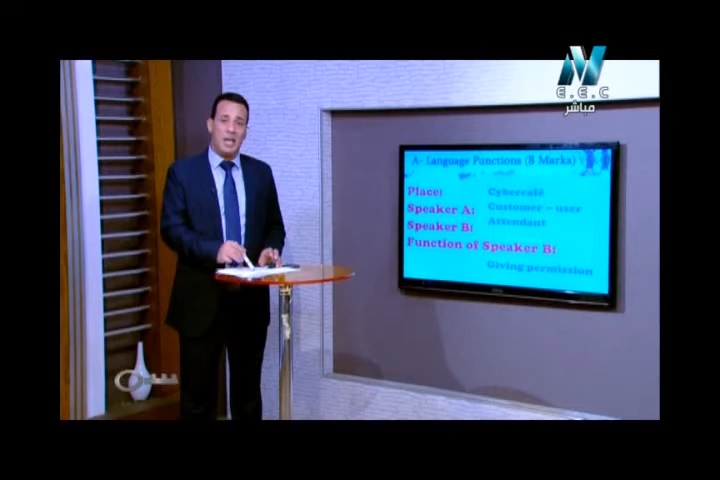 E.E.C
مباشر
A- Language Functions (8 Marks)
Place: Cybercafé
Speaker A: Customer – user
Speaker B: Attendant
Function of Speaker B:
Giving permission